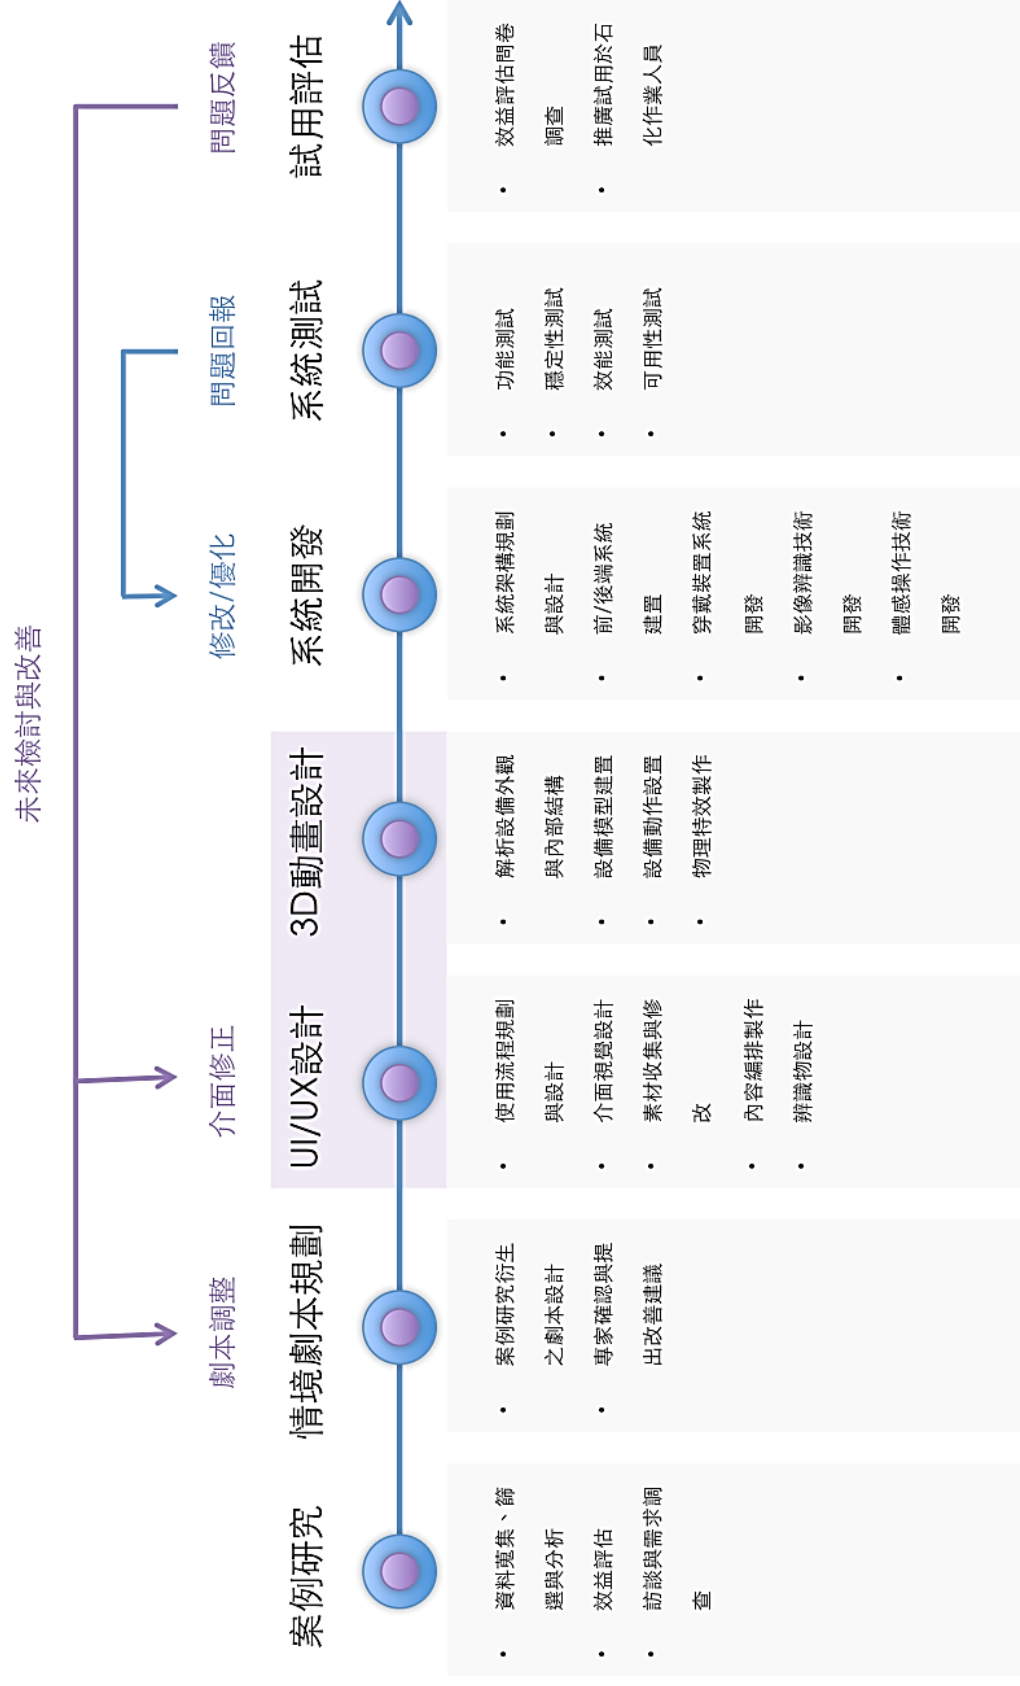 未來檢討與改善
劇本調整
介面修正
修改/優化
問題回報
問題反饋
案例研究
情境劇本規劃
UI/UX設計
3D動畫設計
系統開發
系統測試
試用評估
• 資料蒐集、篩
選與分析
• 效益評估
• 訪談與需求調
查
• 案例研究衍生
之劇本設計
• 專家確認與提
出改善建議
• 使用流程規劃
與設計
• 介面視覺設計
• 素材收集與修
改
• 內容編排製作
• 辨識物設計
• 解析設備外觀
與內部結構
• 設備模型建置
• 設備動作設置
• 物理特效製作
• 系統架構規劃
與設計
• 前/後端系統
建置
• 穿戴裝置系統
開發
• 影像辨識技術
開發
• 體感操作技術
開發
• 功能測試
• 穩定性測試
• 效能測試
• 可用性測試
• 效益評估問卷
調查
• 推廣試用於石
化作業人員